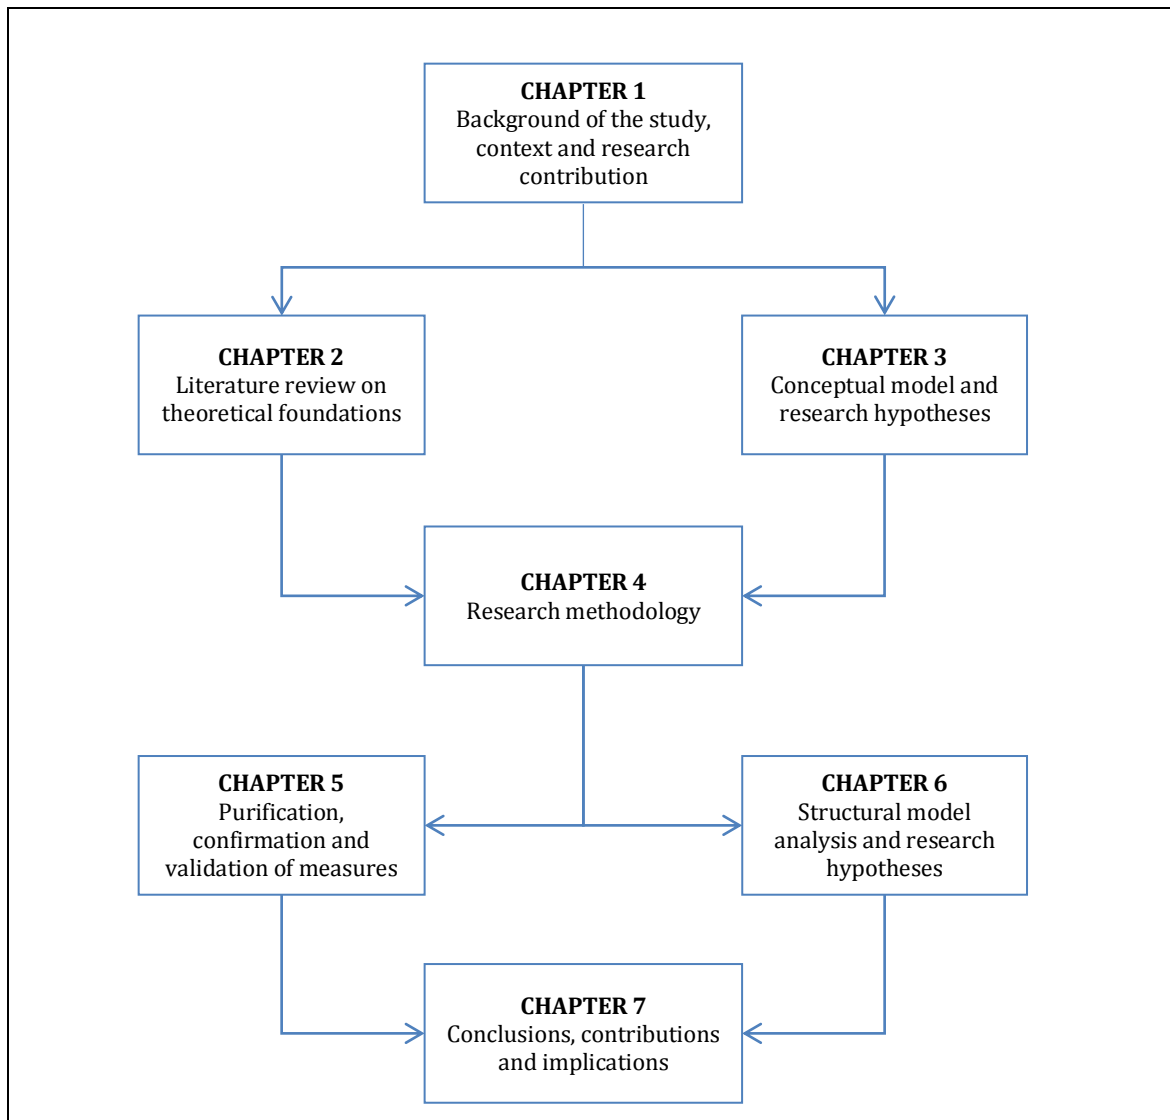 CHAPTER 1
Background of the study,
context and research
contribution
CHAPTER 2
Literature review on
theoretical foundations
CHAPTER 3
Conceptual model and
research hypotheses
CHAPTER 4
Research methodology
CHAPTER 5
Purification,
confirmation and
validation of measures
CHAPTER 6
Structural model
analysis and research
hypotheses
CHAPTER 7
Conclusions, contributions
and implications